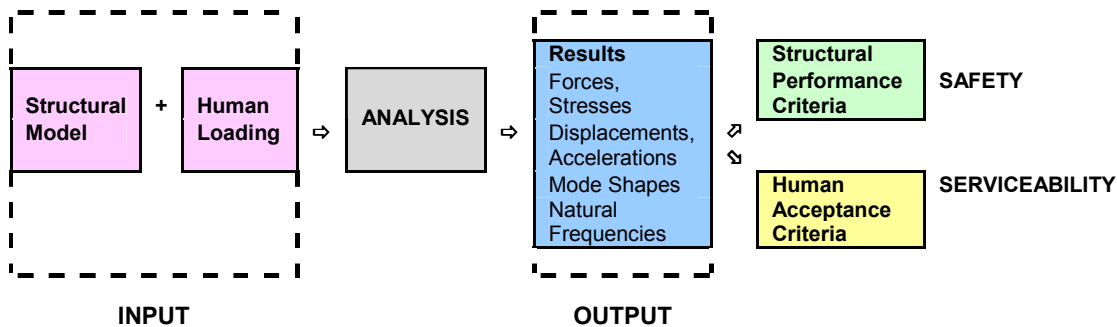 Structural
Model
+
Human
Loading
⇨
ANALYSIS
⇨
Results
Forces,
Stresses
Displacements,
Accelerations
Mode Shapes
Natural
Frequencies
Structural
Performance
Criteria
SAFETY
Human
Acceptance
Criteria
SERVICEABILITY
INPUT
OUTPUT